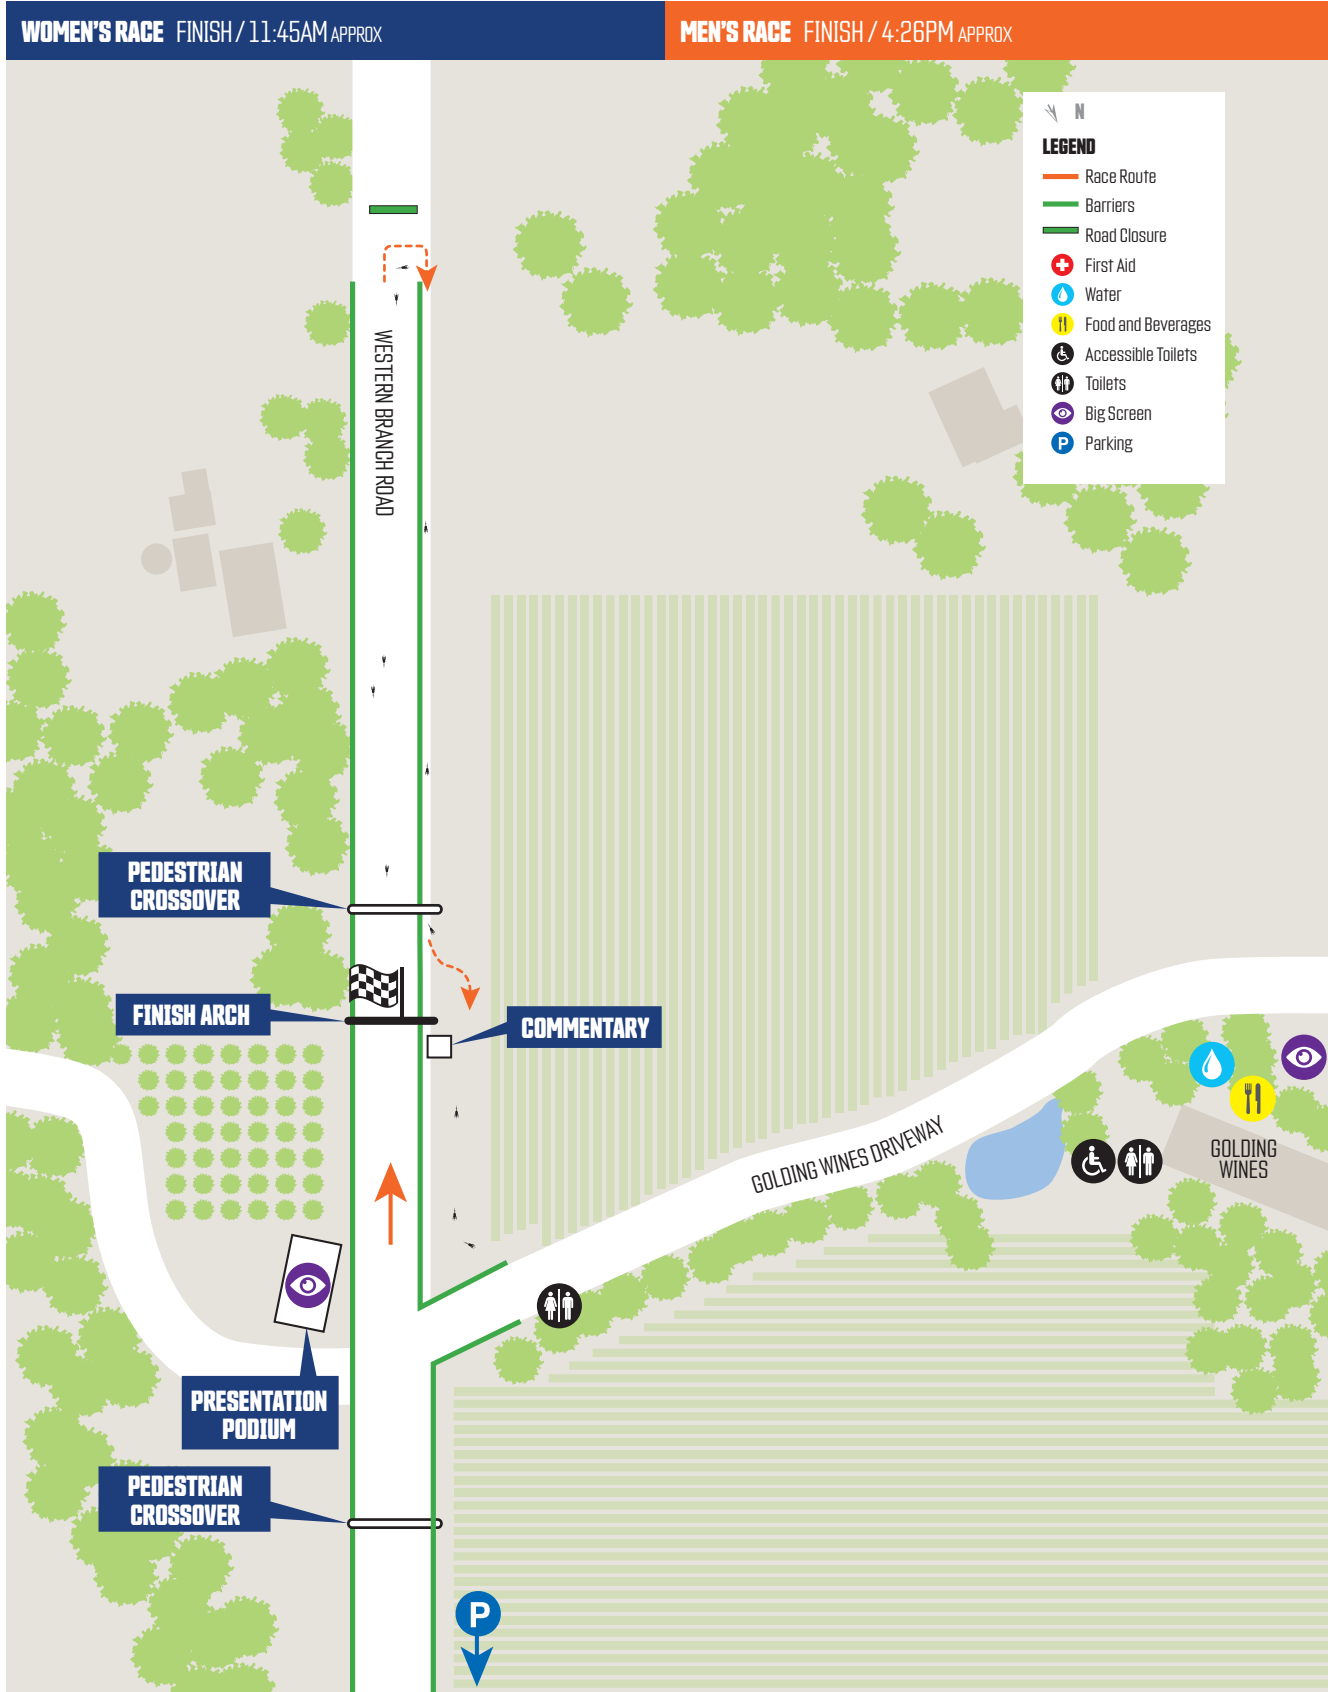 WOMEN'S RACE FINISH / 11:45AM APPROX
MEN'S RACE FINISH / 4:26PM APPROX
N
LEGEND
Race Route
Barriers
Road Closure
First Aid
Water
Food and Beverages
Accessible Toilets
Toilets
Big Screen
P Parking
WESTERN BRANCH ROAD
PEDESTRIAN
CROSSOVER
FINISH ARCH
COMMENTARY
GOLDING WINES DRIVEWAY
GOLDING
WINES
PRESENTATION
PODIUM
PEDESTRIAN
CROSSOVER
P